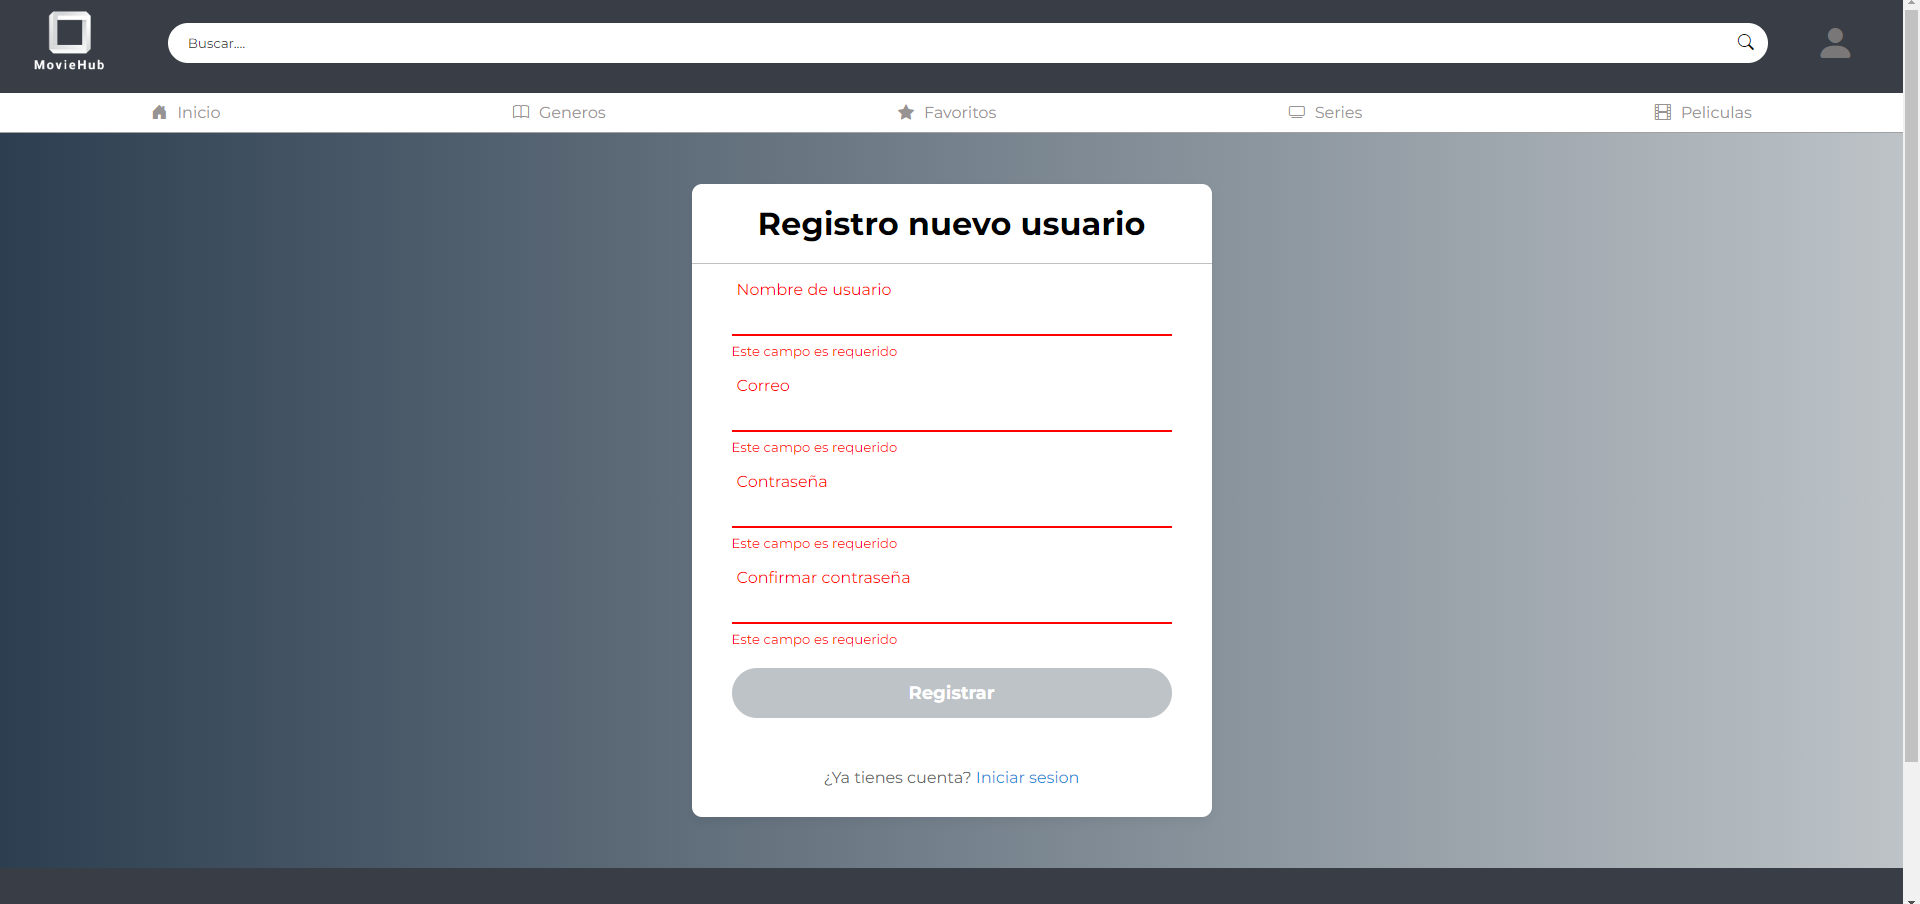 MovieHub
Buscar....
Inicio
Generos
Favoritos
Series
Peliculas
Registro nuevo usuario
Nombre de usuario
Este campo es requerido
Correo
Este campo es requerido
Contraseña
Este campo es requerido
Confirmar contraseña
Este campo es requerido
Registrar
¿Ya tienes cuenta? Iniciar sesion